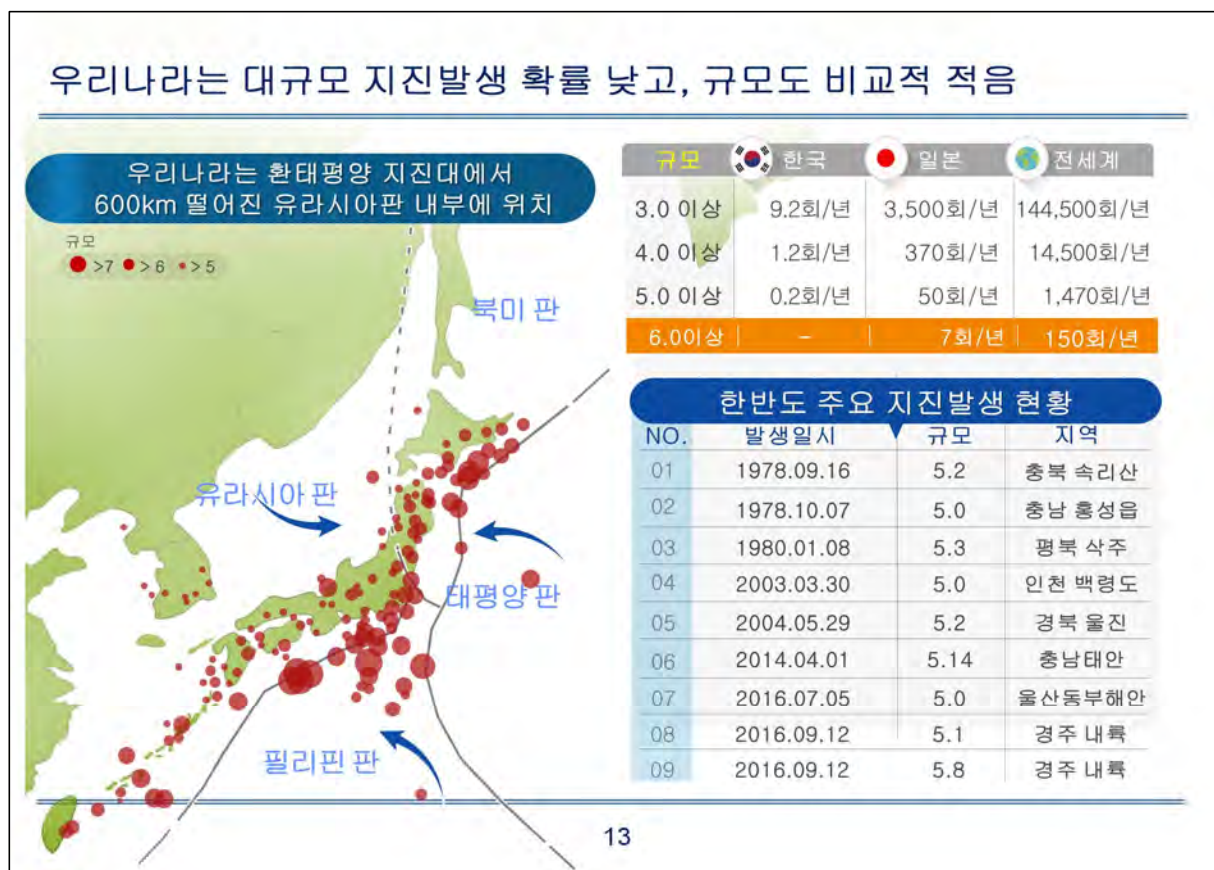 우리나라는 대규모 지진발생 확률 낮고, 규모도 비교적 적음
우리나라는 환태평양 지진대에서
600km 떨어진 유라시아판 내부에 위치
규모
>7 >6 >5
북미 판
유라시아 판
태평양 판
필리핀 판
규모 한국 일본 전세계
3.0 이상 9.2회/년 3,500회/년 144,500회/년
4.0 이상 1.2회/년 370회/년 14,500회/년
5.0 이상 0.2회/년 50회/년 1,470회/년
6.0이상 – 7회/년 150회/년
한반도 주요 지진발생 현황
NO. 발생일시 규모 지역
01 1978.09.16 5.2 충북 속리산
02 1978.10.07 5.0 충남 홍성읍
03 1980.01.08 5.3 평북 삭주
04 2003.03.30 5.0 인천 백령도
05 2004.05.29 5.2 경북 울진
06 2014.04.01 5.14 충남태안
07 2016.07.05 5.0 울산동부해안
08 2016.09.12 5.1 경주 내륙
09 2016.09.12 5.8 경주 내륙
13